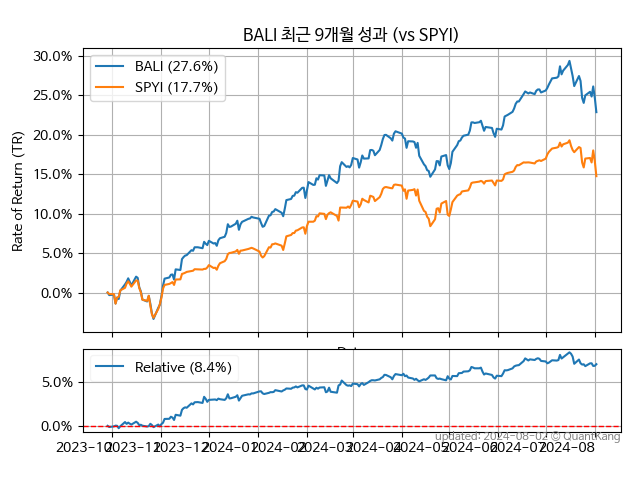 BALI 최근 9개월 성과 (vs SPYI)
30.0%
25.0%
20.0%
15.0%
10.0%
5.0%
0.0%
Rate of Return (TR)
BALI (27.6%)
SPYI (17.7%)
5.0%
0.0%
Relative (8.4%)
updated: 2024-08-02 © QuantKang
2023-10 2023-11 2023-12 2024-01 2024-02 2024-03 2024-04 2024-05 2024-06 2024-07 2024-08